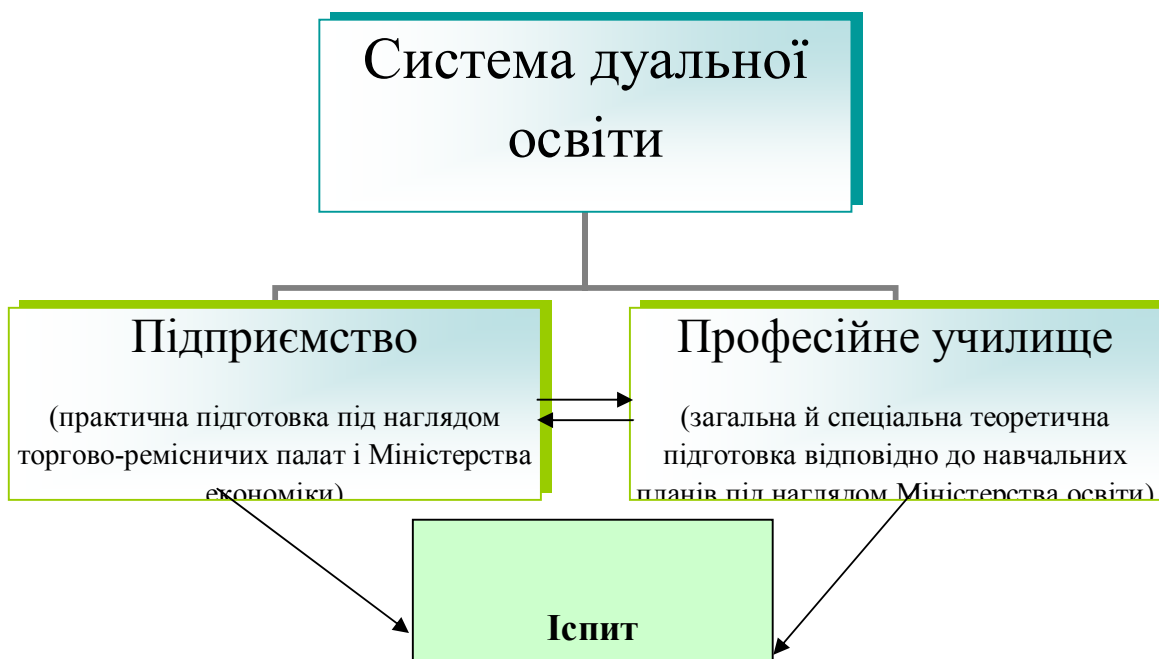 Система дуальної
освіти
Підприємство
(практична підготовка під наглядом
торгово-ремісничих палат і Міністерства
економіки)
Професійне училище
(загальна й спеціальна теоретична
підготовка відповідно до навчальних
планів під наглядом Міністерства освіти)
Іспит